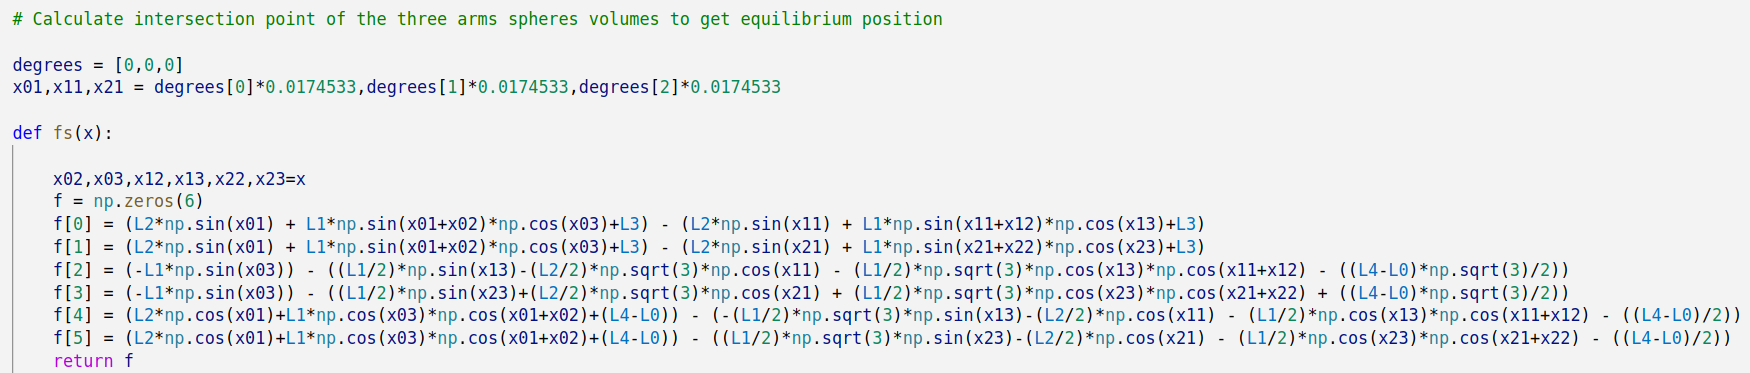 # Calculate intersection point of the three arms spheres volumes to get equilibrium position
degrees = [0,0,0]
x01,x11,x21 = degrees[0]*0.0174533,degrees[1]*0.0174533,degrees[2]*0.0174533
def fs(x):
x02,x03,x12,x13,x22,x23=x
f = np.zeros(6)
f[0] = (L2*np.sin(x01) + L1*np.sin(x01+x02)*np.cos(x03)+L3) - (L2*np.sin(x11) + L1*np.sin(x11+x12)*np.cos(x13)+L3)
f[1] = (L2*np.sin(x01) + L1*np.sin(x01+x02)*np.cos(x03)+L3) - (L2*np.sin(x21) + L1*np.sin(x21+x22)*np.cos(x23)+L3)
f[2] = (-L1*np.sin(x03)) - ((L1/2)*np.sin(x13)-(L2/2)*np.sqrt(3)*np.cos(x11) - (L1/2)*np.sqrt(3)*np.cos(x13)*np.cos(x11+x12) - ((L4-L0)*np.sqrt(3)/2))
f[3] = (-L1*np.sin(x03)) - ((L1/2)*np.sin(x23)+(L2/2)*np.sqrt(3)*np.cos(x21) + (L1/2)*np.sqrt(3)*np.cos(x23)*np.cos(x21+x22) + ((L4-L0)*np.sqrt(3)/2))
f[4] = (L2*np.cos(x01)+L1*np.cos(x03)*np.cos(x01+x02)+(L4-L0)) - (-(L1/2)*np.sqrt(3)*np.sin(x13)-(L2/2)*np.cos(x11) - (L1/2)*np.cos(x13)*np.cos(x11+x12) - ((L4-L0)/2))
f[5] = (L2*np.cos(x01)+L1*np.cos(x03)*np.cos(x01+x02)+(L4-L0)) - ((L1/2)*np.sqrt(3)*np.sin(x23)-(L2/2)*np.cos(x21) - (L1/2)*np.cos(x23)*np.cos(x21+x22) - ((L4-L0)/2))
return f